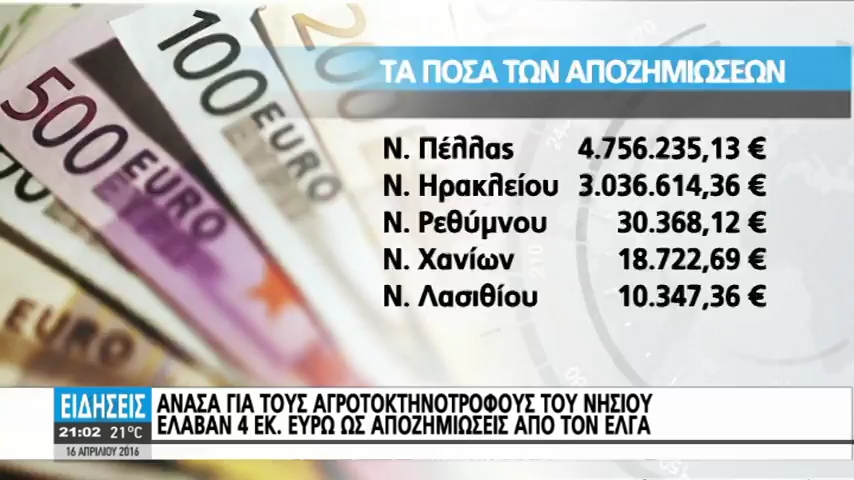 ΤΑ ΠΟΣΑ ΤΩΝ ΑΠΟΖΗΜΙΩΣΕΩΝ
Ν. Πέλλας 4.756.235,13 €
Ν. Ηρακλείου 3.036.614,36 €
Ν. Ρεθύμνου 30.368,12 €
Ν. Χανίων 18.722,69 €
Ν. Λασιθίου 10.347,36 €
500 EURO
100 EURO
200
EURO
ΕΙΔΗΣΕΙΣ
21:02 21°C
16 ΑΠΡΙΛΙΟΥ 2016
ΑΝΑΣΑ ΓΙΑ ΤΟΥΣ ΑΓΡΟΤΟΚΤΗΝΟΤΡΟΦΟΥΣ ΤΟΥ ΝΗΣΙΟΥ
ΕΛΑΒΑΝ 4 ΕΚ. ΕΥΡΩ ΩΣ ΑΠΟΖΗΜΙΩΣΕΙΣ ΑΠΟ ΤΟΝ ΕΛΓΑ